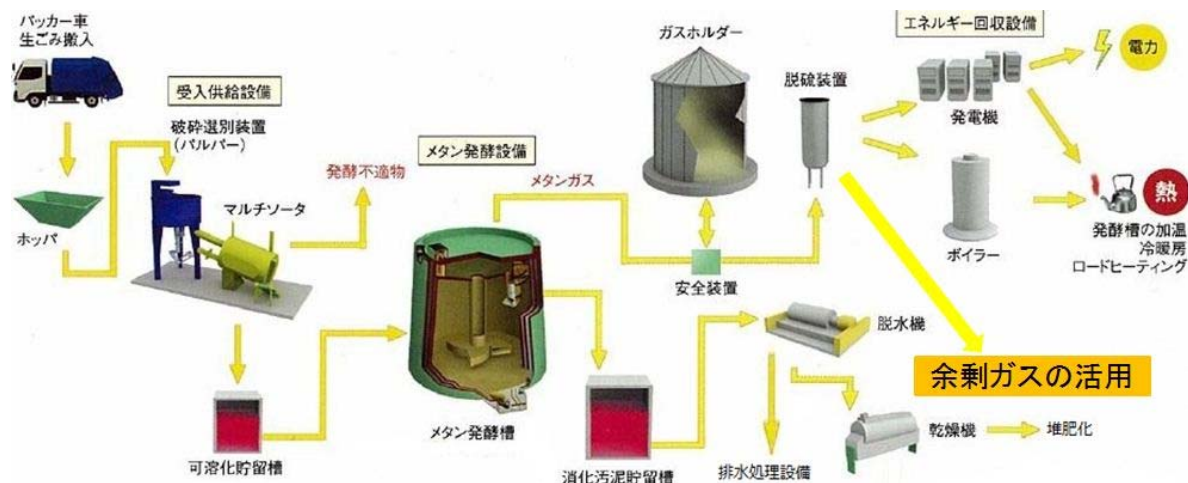 パッカー車
生ごみ搬入
受入供給設備
破砕選別装置
(パルパー)
ホッパ
マルチソータ
発酵不適物
可溶化貯留槽
メタン発酵設備
メタンガス
メタン発酵槽
ガスホルダー
安全装置
脱硫装置
消化汚泥貯留槽
脱水機
排水処理設備
乾燥機
堆肥化
エネルギー回収設備
発電機
電力
ボイラー
熱
発酵槽の加温
冷暖房
ロードヒーティング
余剰ガスの活用